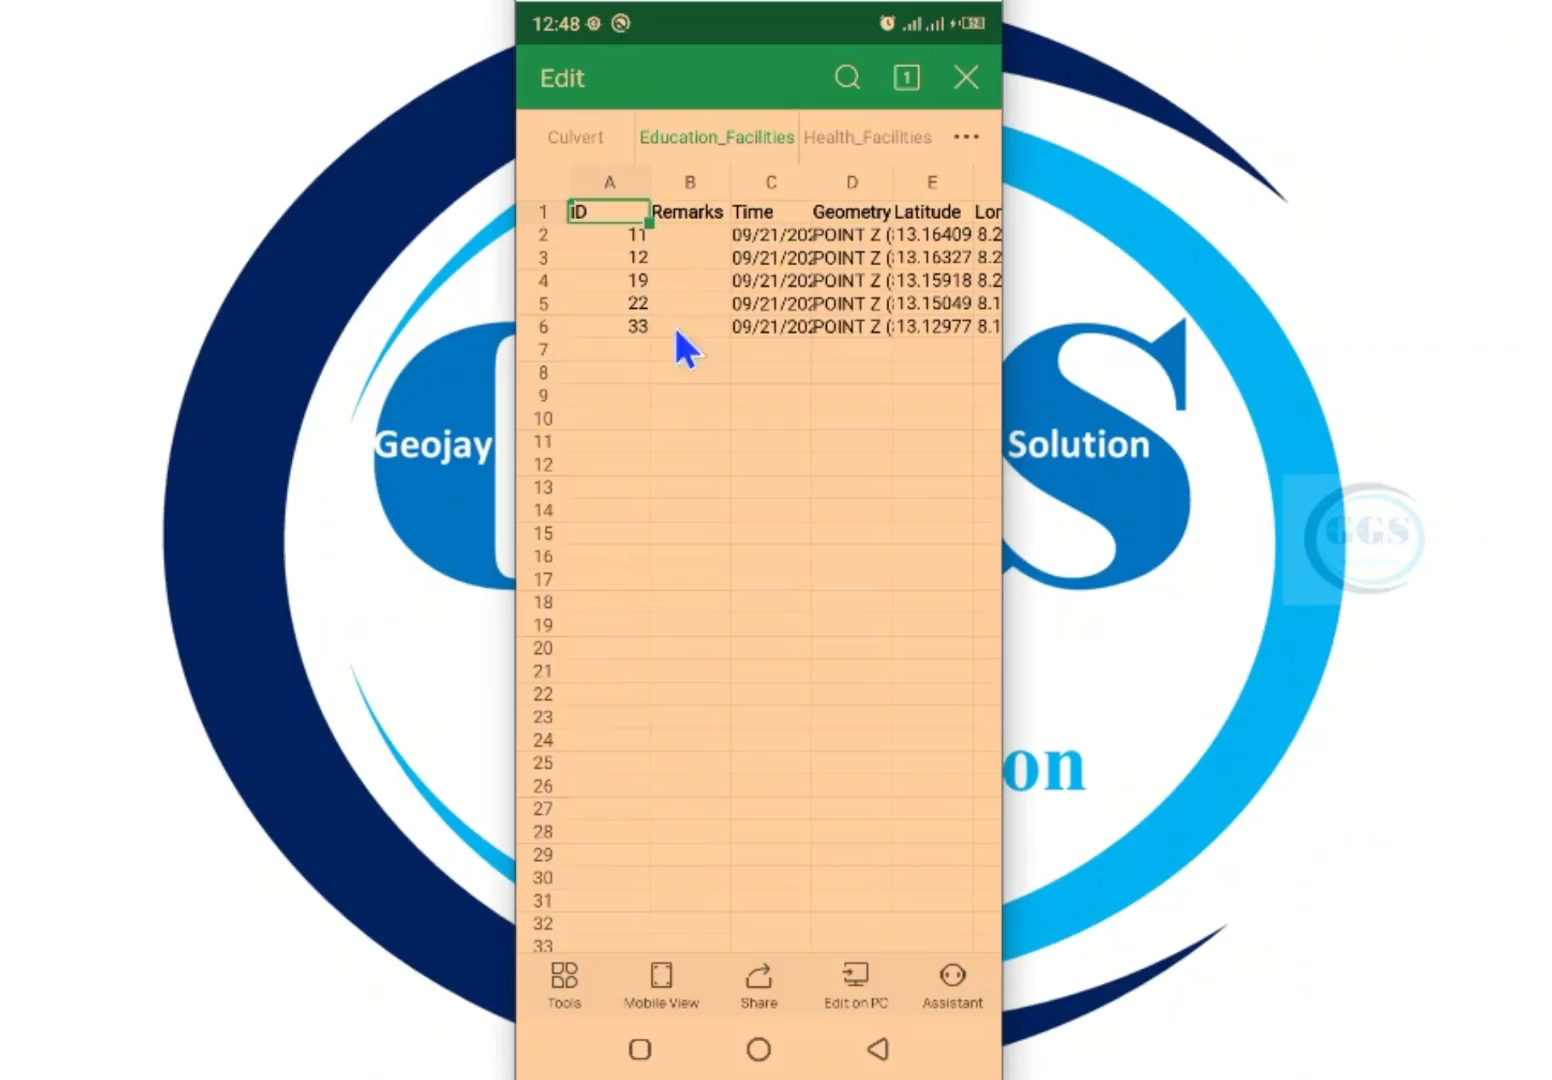 12:48
Edit
1
Culvert Education_Facilities Health_Facilities •••
A B C D E
1 ID Remarks Time Geometry Latitude Lor
2 11 09/21/202 POINT Z ( 13.16409 8.2
3 12 09/21/202 POINT Z ( 13.16327 8.2
4 19 09/21/202 POINT Z ( 13.15918 8.2
5 22 09/21/202 POINT Z ( 13.15049 8.1
6 33 09/21/202 POINT Z ( 13.12977 8.1
7
8
9
10
11
12
13
14
15
16
17
18
19
20
21
22
23
24
25
26
27
28
29
30
31
32
33
Tools Mobile View Share Edit on PC Assistant
Geojay Solution
S
on
GGS